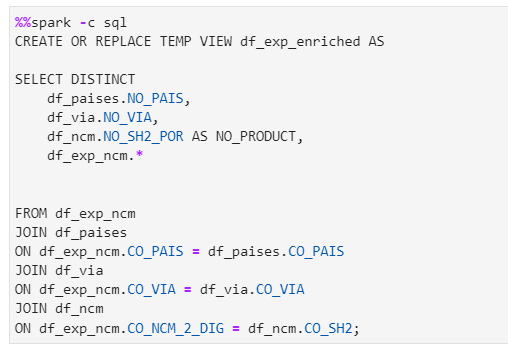 %%spark -c sql
CREATE OR REPLACE TEMP VIEW df_exp_enriched AS
SELECT DISTINCT
df_paises.NO_PAIS,
df_via.NO_VIA,
df_ncm.NO_SH2_POR AS NO_PRODUCT,
df_exp_ncm.*
FROM df_exp_ncm
JOIN df_paises
ON df_exp_ncm.CO_PAIS = df_paises.CO_PAIS
JOIN df_via
ON df_exp_ncm.CO_VIA = df_via.CO_VIA
JOIN df_ncm
ON df_exp_ncm.CO_NCM_2_DIG = df_ncm.CO_SH2;